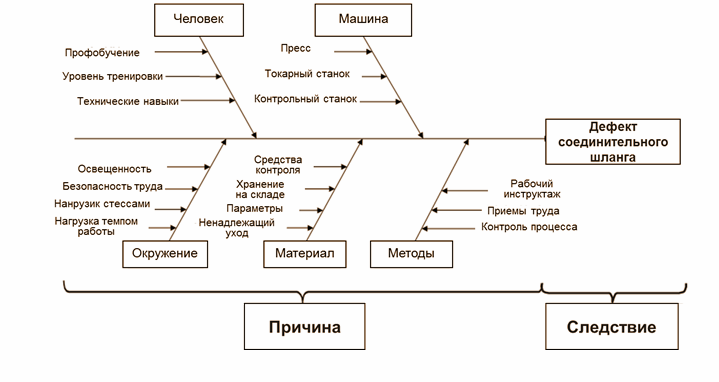 Человек
Машина
Профобучение
Уровень тренировки
Технические навыки
Пресс
Токарный станок
Контрольный станок
Дефект
соединительного
шланга
Освещенность
Безопасность труда
Нанрузик стессами
Нагрузка темпом
работы
Средства
контроля
Хранение
на складе
Параметры
Ненадлежащий
уход
Рабочий
инструктаж
Приемы труда
Контроль процесса
Окружение
Материал
Методы
Причина
Следствие